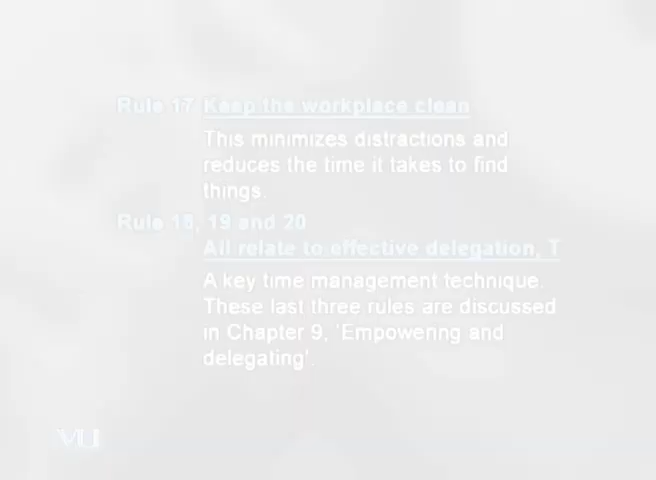 Rule 17 Keep the workplace clean
This minimizes distractions and
reduces the time it takes to find
things.
Rule 18, 19 and 20
All relate to effective delegation, T
A key time management technique.
These last three rules are discussed
in Chapter 9, 'Empowering and
delegating'.
VU